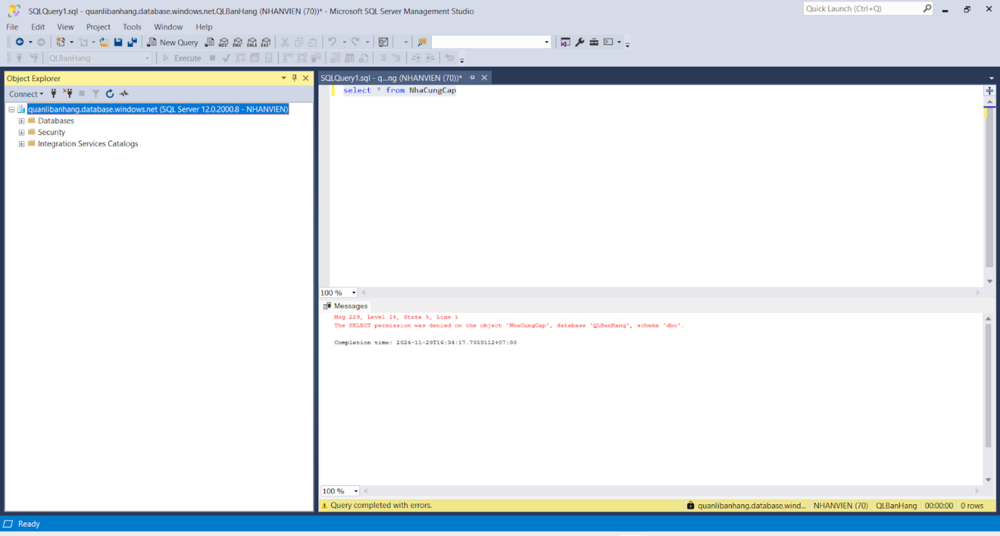 SQLQuery1.sql - quanlibanhang.database.windows.net.QLBanHang (NHANVIEN (70))* - Microsoft SQL Server Management Studio
Quick Launch (Ctrl+Q)
File Edit View Project Tools Window Help
New Query
MDX DMX XMLA DAX
QLBanHang
Execute
Object Explorer
Connect
quanlibanhang.database.windows.net (SQL Server 12.0.2000.8 - NHANVIEN)
Databases
Security
Integration Services Catalogs
SQLQuery1.sql - q...ng (NHANVIEN (70))*
select * from NhaCungCap
100 %
Messages
Msg 229, Level 14, State 5, Line 1
The SELECT permission was denied on the object 'NhaCungCap', database 'QLBanHang', schema 'dbo'.
Completion time: 2024-11-29T16:34:17.7359112+07:00
100 %
Query completed with errors.
quanlibanhang.database.wind... NHANVIEN (70) QLBanHang 00:00:00 0 rows
Ready